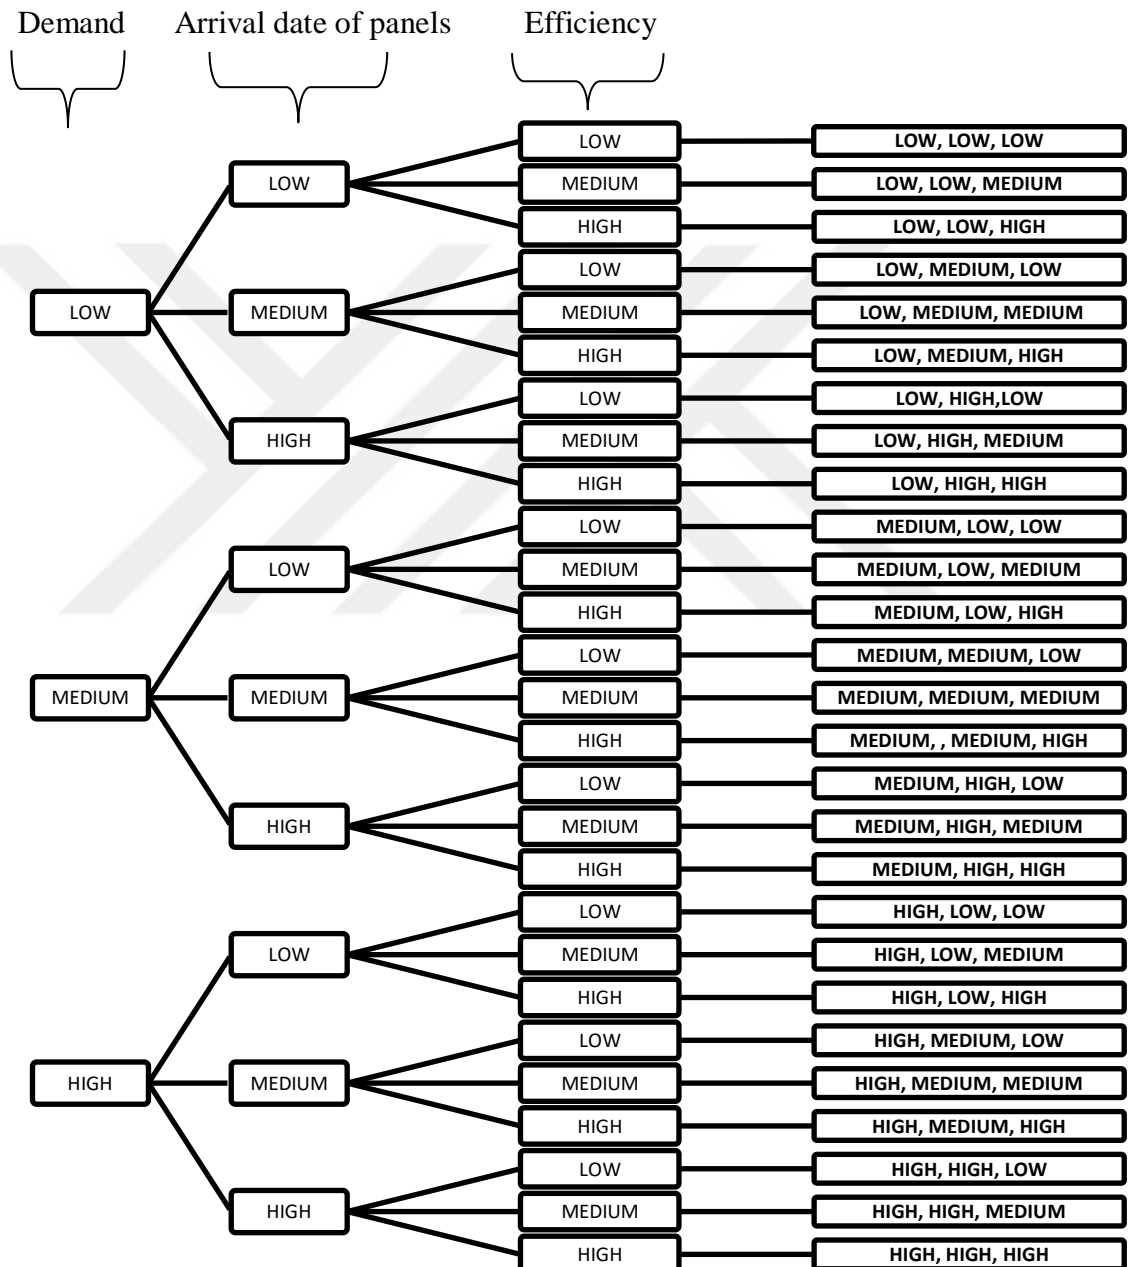 Demand Arrival date of panels Efficiency
LOW LOW, LOW, LOW
LOW MEDIUM LOW, LOW, MEDIUM
HIGH LOW, LOW, HIGH
LOW LOW, MEDIUM, LOW
LOW MEDIUM MEDIUM LOW, MEDIUM, MEDIUM
HIGH LOW, MEDIUM, HIGH
LOW LOW, HIGH,LOW
HIGH MEDIUM LOW, HIGH, MEDIUM
HIGH LOW, HIGH, HIGH
LOW MEDIUM, LOW, LOW
LOW MEDIUM MEDIUM, LOW, MEDIUM
HIGH MEDIUM, LOW, HIGH
LOW MEDIUM, MEDIUM, LOW
MEDIUM MEDIUM MEDIUM MEDIUM, MEDIUM, MEDIUM
HIGH MEDIUM, , MEDIUM, HIGH
LOW MEDIUM, HIGH, LOW
HIGH MEDIUM MEDIUM, HIGH, MEDIUM
HIGH MEDIUM, HIGH, HIGH
LOW HIGH, LOW, LOW
LOW MEDIUM HIGH, LOW, MEDIUM
HIGH HIGH, LOW, HIGH
LOW HIGH, MEDIUM, LOW
HIGH MEDIUM MEDIUM HIGH, MEDIUM, MEDIUM
HIGH HIGH, MEDIUM, HIGH
LOW HIGH, HIGH, LOW
HIGH MEDIUM HIGH, HIGH, MEDIUM
HIGH HIGH, HIGH, HIGH